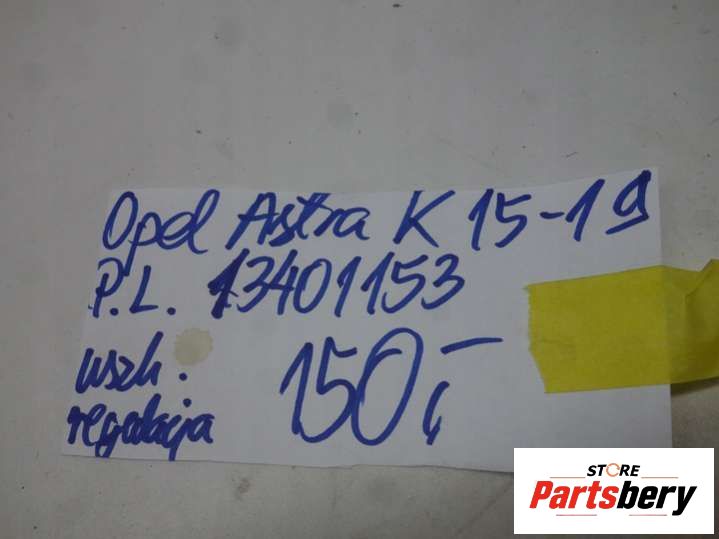 Opel Astra K 15-19
P.L. 13401153
uszk. 150,-
regulacja
STORE
Partsbery